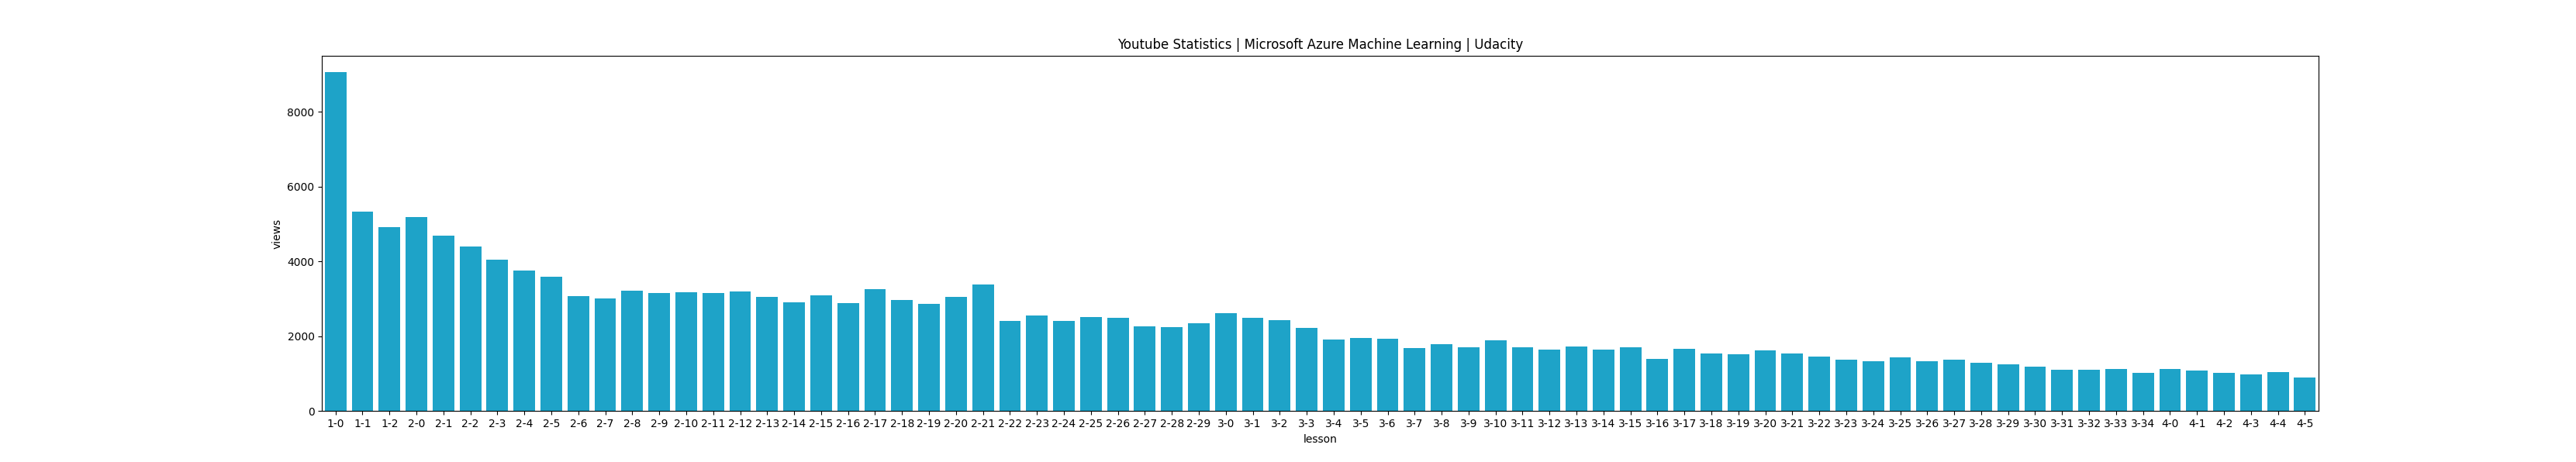 Youtube Statistics | Microsoft Azure Machine Learning | Udacity
views
8000
6000
4000
2000
0
1-0 1-1 1-2 2-0 2-1 2-2 2-3 2-4 2-5 2-6 2-7 2-8 2-9 2-10 2-11 2-12 2-13 2-14 2-15 2-16 2-17 2-18 2-19 2-20 2-21 2-22 2-23 2-24 2-25 2-26 2-27 2-28 2-29 3-0 3-1 3-2 3-3 3-4 3-5 3-6 3-7 3-8 3-9 3-10 3-11 3-12 3-13 3-14 3-15 3-16 3-17 3-18 3-19 3-20 3-21 3-22 3-23 3-24 3-25 3-26 3-27 3-28 3-29 3-30 3-31 3-32 3-33 3-34 4-0 4-1 4-2 4-3 4-4 4-5
lesson